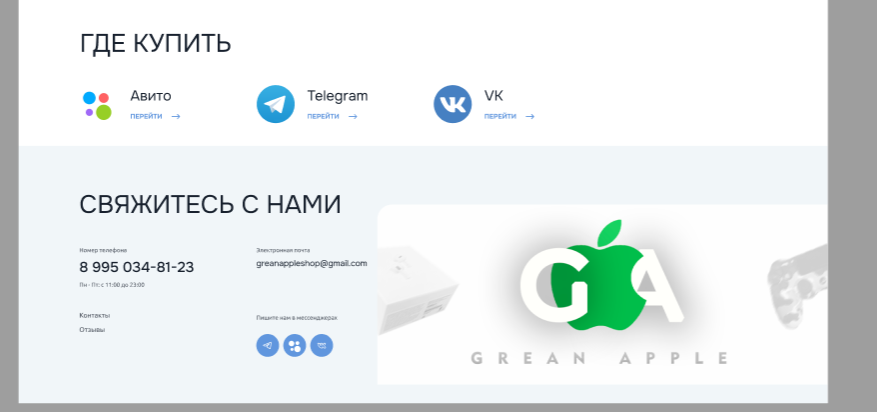 ГДЕ КУПИТЬ
Авито
ПЕРЕЙТИ
Telegram
ПЕРЕЙТИ
VK
ПЕРЕЙТИ
СВЯЖИТЕСЬ С НАМИ
Номер телефона
8 995 034-81-23
Пн - Пт: с 11:00 до 23:00
Контакты
Отзывы
Электронная почта
greanappleshop@gmail.com
Пишите нам в мессенджерах
GA
GREAN APPLE